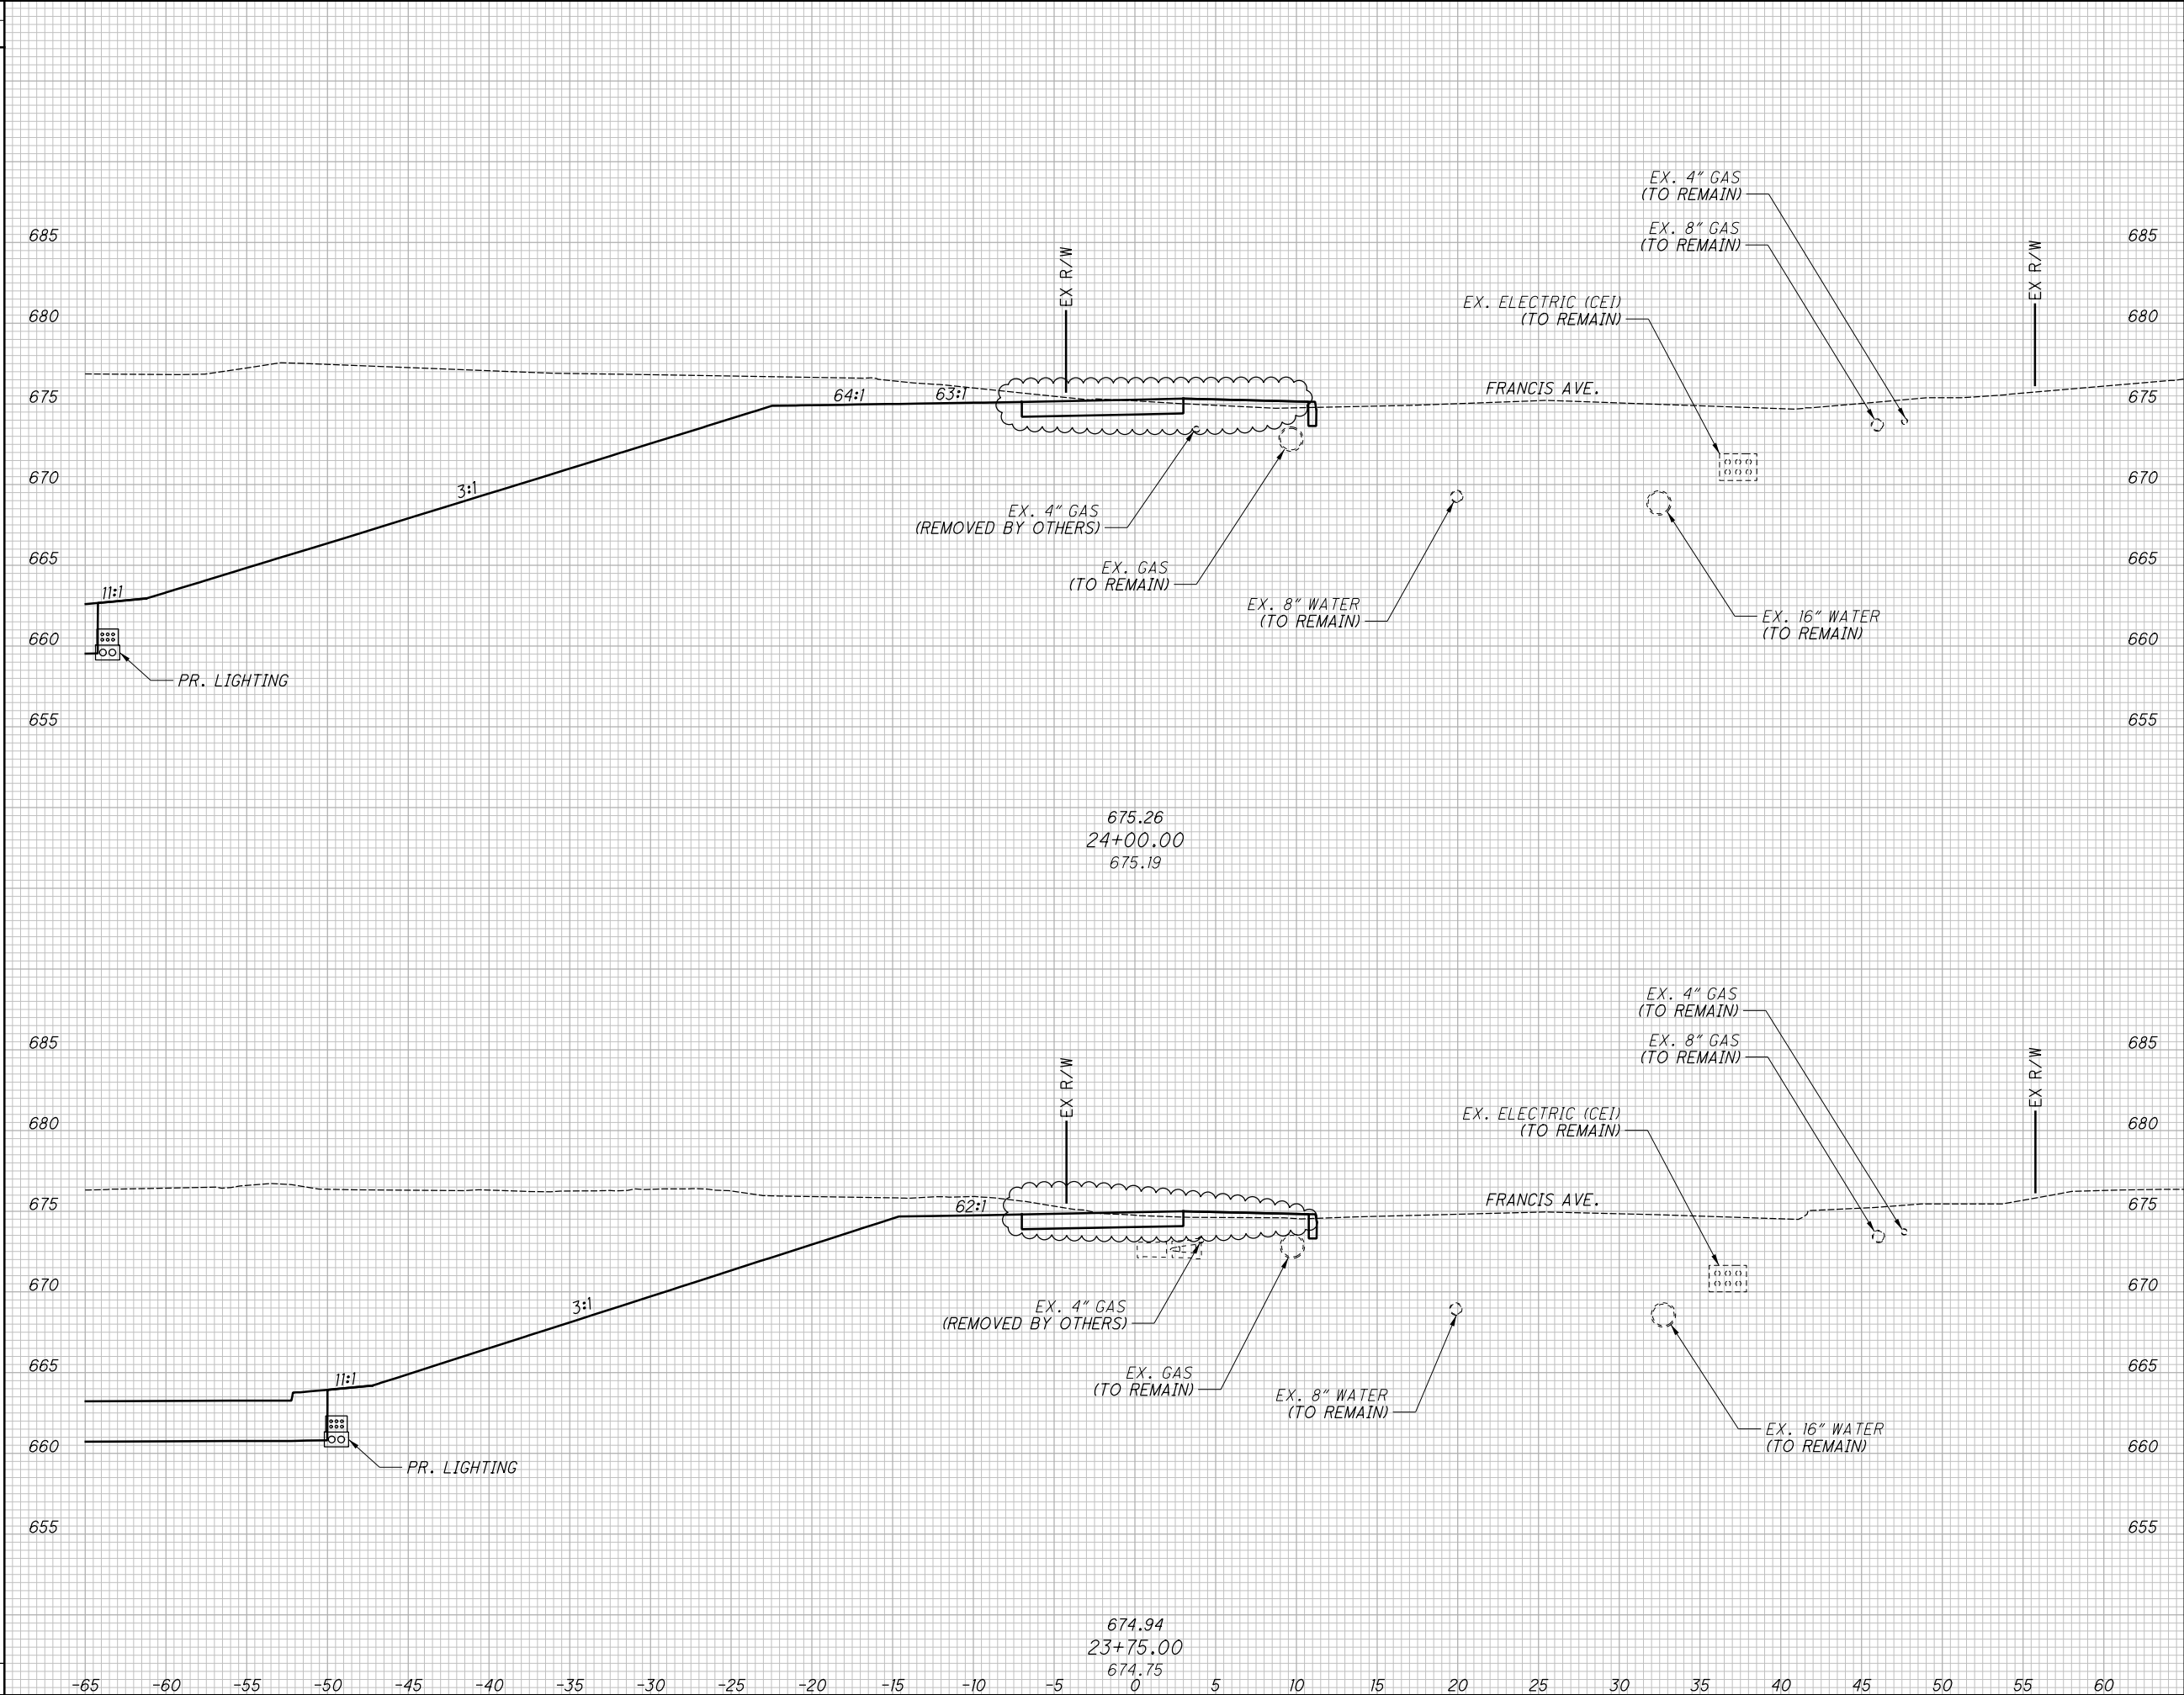 EX. 4" GAS
(TO REMAIN)
EX. 8" GAS
(TO REMAIN)
685
EX R/W
EX R/W
685
EX. ELECTRIC (CEI)
(TO REMAIN)
680
680
675
64:1
63:1
FRANCIS AVE.
675
670
3:1
670
EX. 4" GAS
(REMOVED BY OTHERS)
665
EX. GAS
(TO REMAIN)
665
11:1
EX. 8" WATER
(TO REMAIN)
EX. 16" WATER
(TO REMAIN)
660
660
PR. LIGHTING
655
655
675.26
24+00.00
675.19
EX. 4" GAS
(TO REMAIN)
EX. 8" GAS
(TO REMAIN)
685
EX R/W
EX R/W
685
EX. ELECTRIC (CEI)
(TO REMAIN)
680
680
675
62:1
FRANCIS AVE.
675
670
3:1
670
EX. 4" GAS
(REMOVED BY OTHERS)
665
11:1
EX. GAS
(TO REMAIN)
665
EX. 8" WATER
(TO REMAIN)
EX. 16" WATER
(TO REMAIN)
660
660
PR. LIGHTING
655
655
674.94
23+75.00
674.75
-65 -60 -55 -50 -45 -40 -35 -30 -25 -20 -15 -10 -5 0 5 10 15 20 25 30 35 40 45 50 55 60